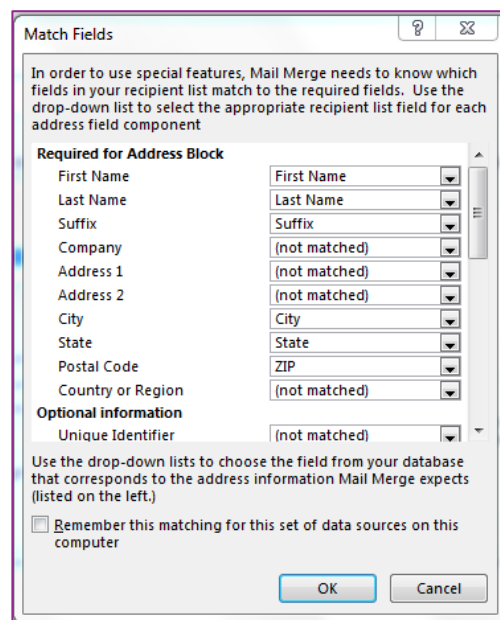 Match Fields
In order to use special features, Mail Merge needs to know which
fields in your recipient list match to the required fields. Use the
drop-down list to select the appropriate recipient list field for each
address field component
Required for Address Block
First Name First Name
Last Name Last Name
Suffix Suffix
Company (not matched)
Address 1 (not matched)
Address 2 (not matched)
City City
State State
Postal Code ZIP
Country or Region (not matched)
Optional information
Unique Identifier (not matched)
Use the drop-down lists to choose the field from your database
that corresponds to the address information Mail Merge expects
(listed on the left.)
Remember this matching for this set of data sources on this
computer
OK Cancel